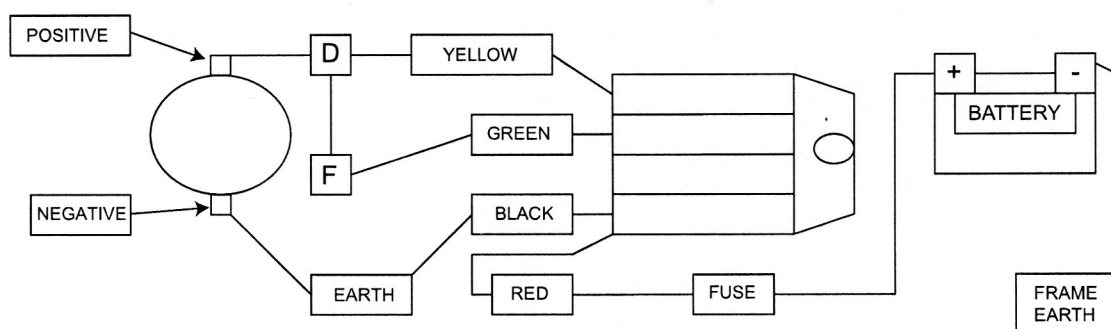 POSITIVE
D
YELLOW
+
-
BATTERY
GREEN
F
NEGATIVE
BLACK
EARTH
RED
FUSE
FRAME
EARTH